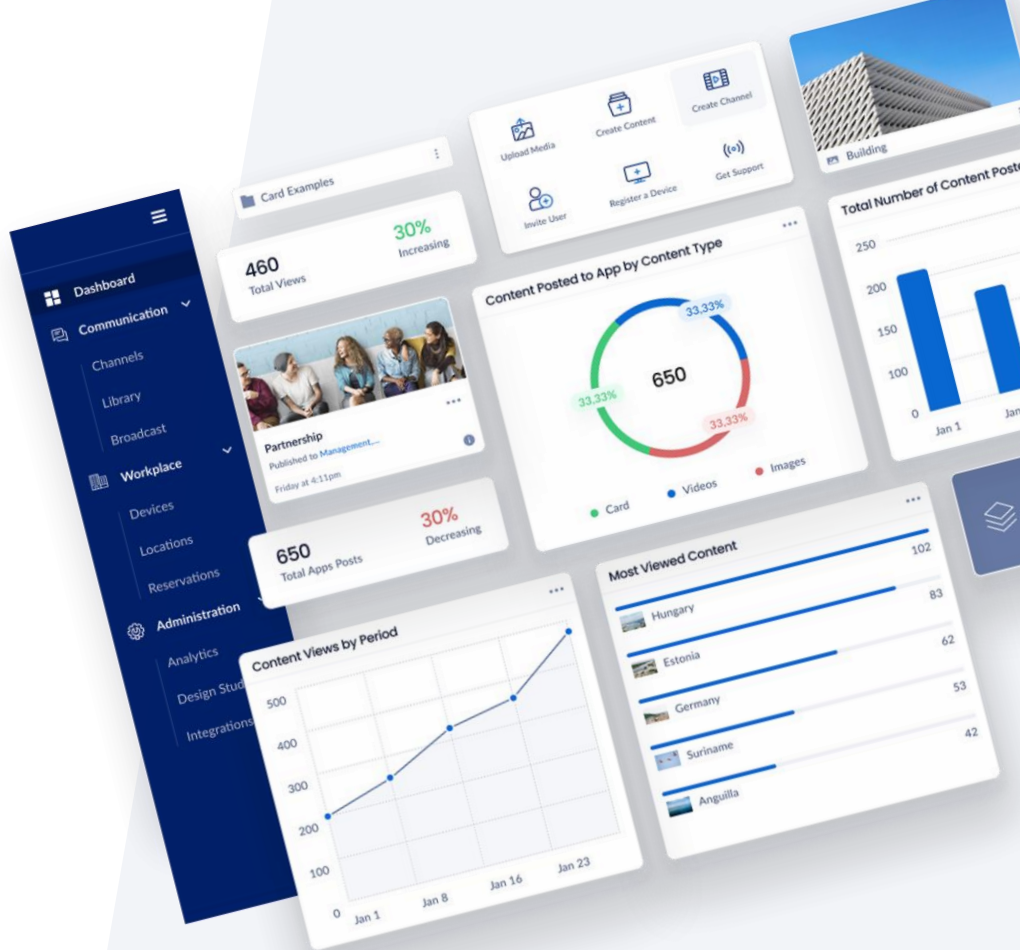 Dashboard
Communication
Channels
Library
Broadcast
Workplace
Devices
Locations
Reservations
Administration
Analytics
Design Stud
Integrations
Card Examples
460
Total Views
30%
Increasing
Partnership
Published to Management,...
Friday at 4:11pm
650
Total Apps Posts
30%
Decreasing
Content Views by Period
500
400
300
200
100
0
Jan 1
Jan 8
Jan 16
Jan 23
Upload Media
Create Content
Create Channel
Invite User
Register a Device
Get Support
Content Posted to App by Content Type
33,33%
33,33%
33,33%
650
Card
Videos
Images
Most Viewed Content
102
Hungary
83
Estonia
62
Germany
53
Suriname
42
Anguilla
Building
Total Number of Content Poste
250
200
150
100
0
Jan 1
Jan